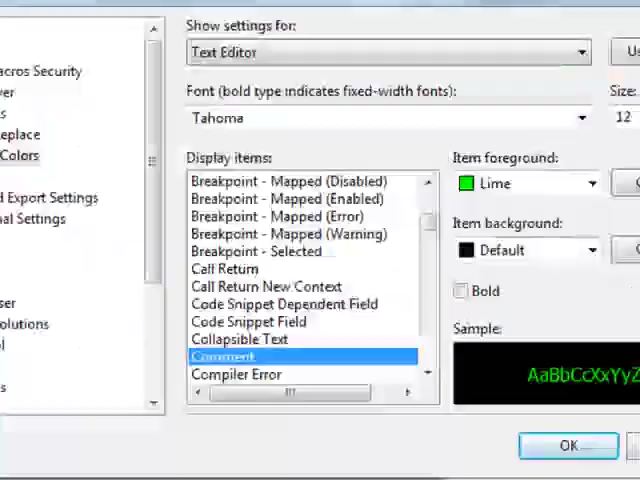 Show settings for:
Text Editor
Font (bold type indicates fixed-width fonts):
Size:
Tahoma
12
acros Security
ver
s
eplace
Colors
d Export Settings
nal Settings
ser
olutions
s
Display items:
Breakpoint - Mapped (Disabled)
Breakpoint - Mapped (Enabled)
Breakpoint - Mapped (Error)
Breakpoint - Mapped (Warning)
Breakpoint - Selected
Call Return
Call Return New Context
Code Snippet Dependent Field
Code Snippet Field
Collapsible Text
Comment
Compiler Error
Item foreground:
Lime
Item background:
Default
Bold
Sample:
AaBbCcXxYyZ
OK